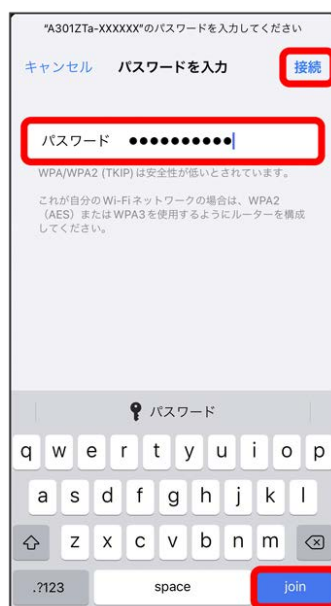 "A301ZTa-XXXXXX"のパスワードを入力してください
キャンセル パスワードを入力 接続
パスワード ●●●●●●●●●●
WPA/WPA2 (TKIP) は安全性が低いとされています。
これが自分のWi-Fiネットワークの場合は、WPA2
（AES）またはWPA3を使用するようにルーターを構成
してください。
パスワード
q w e r t y u i o p
a s d f g h j k l
z x c v b n m
.?123 space join